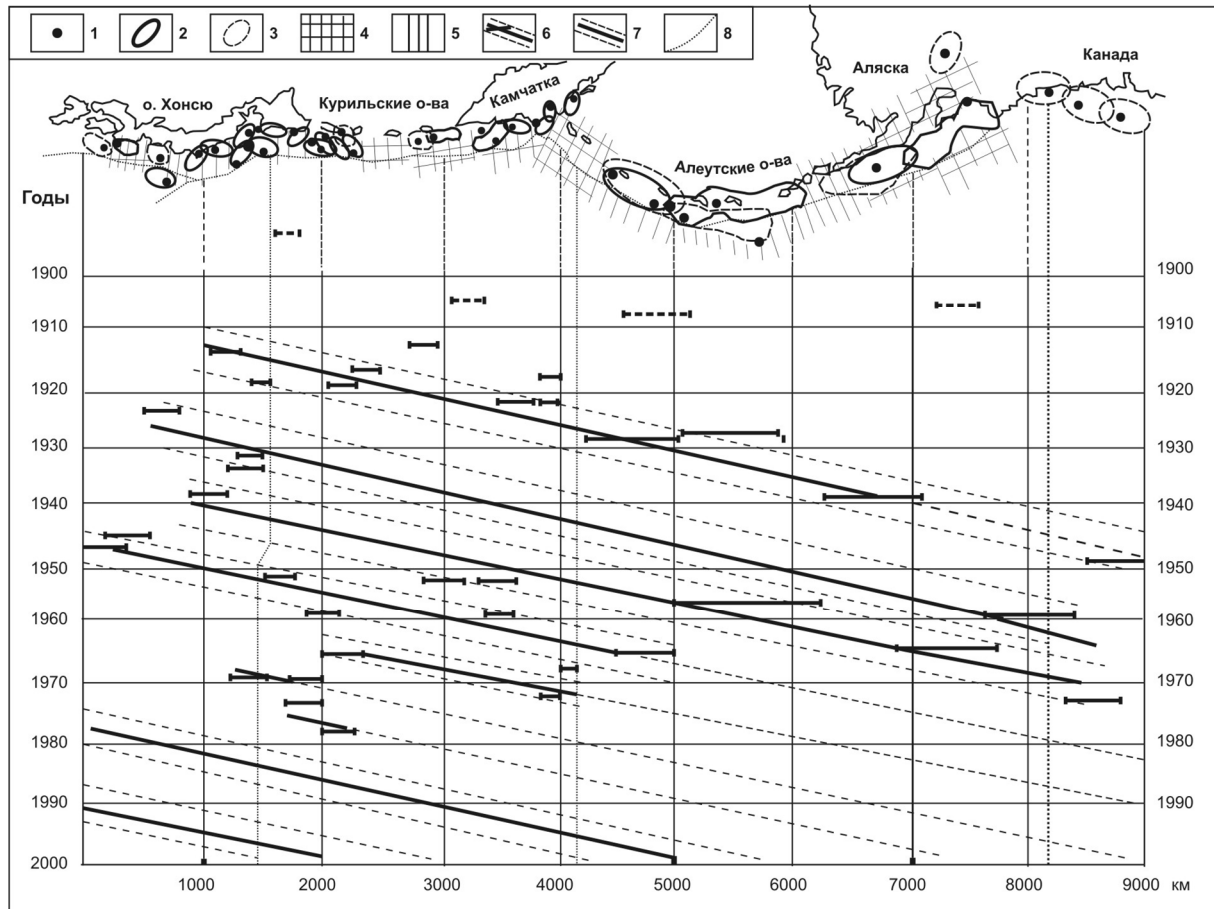 1 2 3 4 5 6 7 8
Канада
Аляска
Камчатка
о. Хонсю
Курильские о-ва
Алеутские о-ва
Годы
1900 1900
1910 1910
1920 1920
1930 1930
1940 1940
1950 1950
1960 1960
1970 1970
1980 1980
1990 1990
2000
1000 2000 3000 4000 5000 6000 7000 8000 9000 км